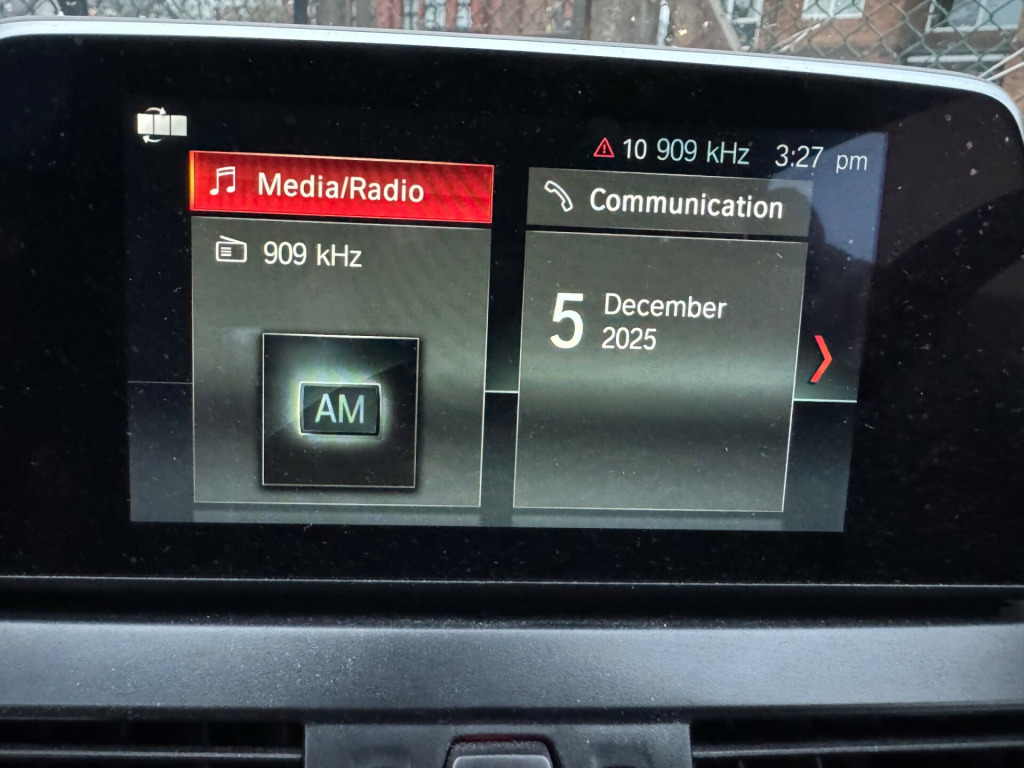 10 909 kHz 3:27 pm
Media/Radio
Communication
909 kHz
5 December
2025
AM